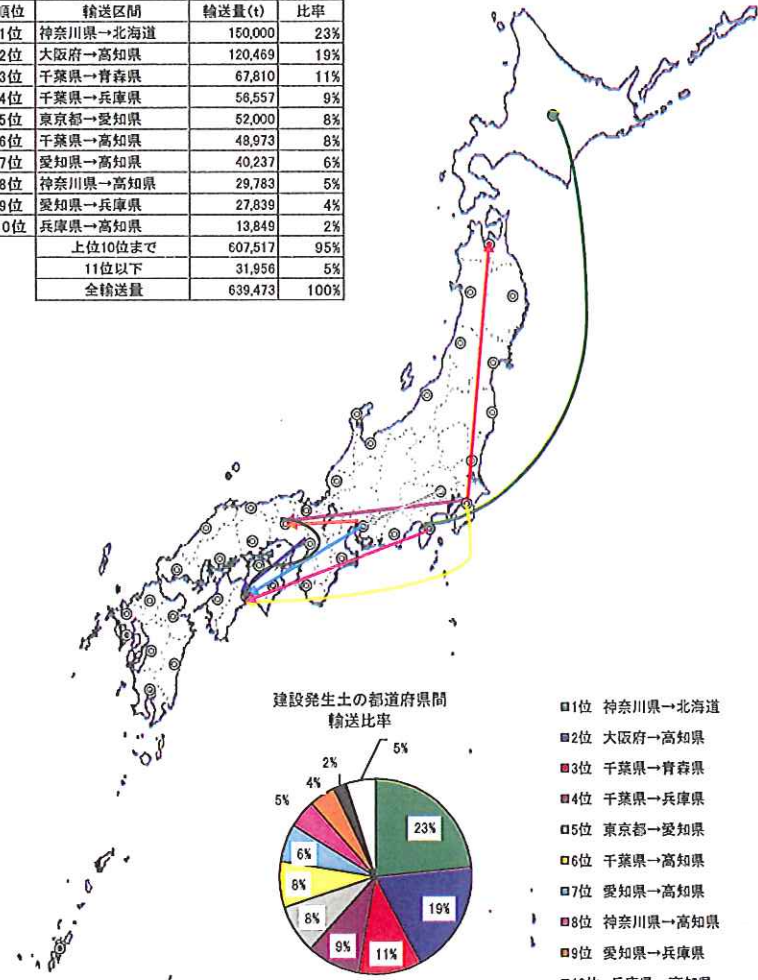 順位 輸送区間 輸送量(t) 比率
1位 神奈川県→北海道 150,000 23%
2位 大阪府→高知県 120,469 19%
3位 千葉県→青森県 67,810 11%
4位 千葉県→兵庫県 56,557 9%
5位 東京都→愛知県 52,000 8%
6位 千葉県→高知県 48,973 8%
7位 愛知県→高知県 40,237 6%
8位 神奈川県→高知県 29,783 5%
9位 愛知県→兵庫県 27,839 4%
10位 兵庫県→高知県 13,849 2%
上位10位まで 607,517 95%
11位以下 31,956 5%
全輸送量 639,473 100%
建設発生土の都道府県間
輸送比率
23%
19%
11%
9%
8%
8%
6%
5%
4%
2%
5%
1位 神奈川県→北海道
2位 大阪府→高知県
3位 千葉県→青森県
4位 千葉県→兵庫県
5位 東京都→愛知県
6位 千葉県→高知県
7位 愛知県→高知県
8位 神奈川県→高知県
9位 愛知県→兵庫県